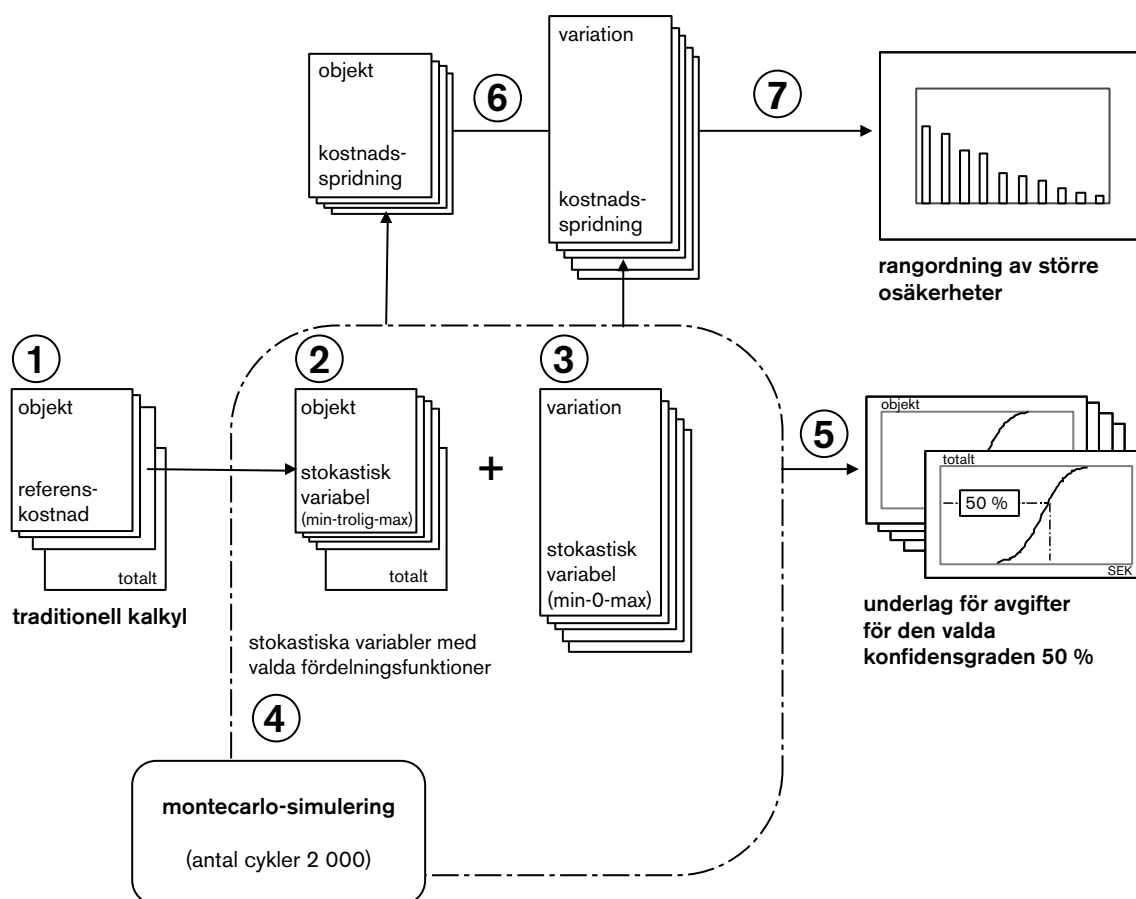 objekt
kostnads-
spridning
6
variation
kostnads-
spridning
7
rangordning av större
osäkerheter
1
objekt
referens-
kostnad
totalt
traditionell kalkyl
2
objekt
stokastisk
variabel
(min-trolig-max)
totalt
+
3
variation
stokastisk
variabel
(min-0-max)
stokastiska variabler med
valda fördelningsfunktioner
4
montecarlo-simulering
(antal cykler 2 000)
5
objekt
totalt
50 %
SEK
underlag för avgifter
för den valda
konfidensgraden 50 %